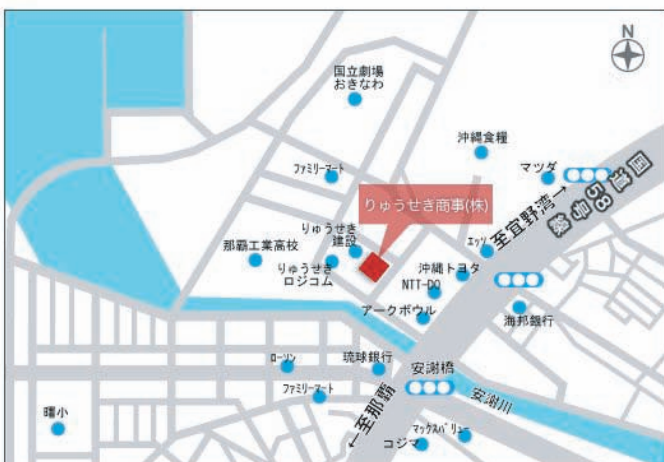 N
国立劇場
おきなわ
沖縄食糧
ファミリーマート
マツダ
国道58号線
至宜野湾→
りゅうせき商事(株)
りゅうせき
建設
エッソ
那覇工業高校
りゅうせき
ロジコム
沖縄トヨタ
NTT-DO
アークボウル
海邦銀行
ローソン
琉球銀行
安謝橋
ファミリーマート
←至那覇
安謝川
曙小
マックスバリュー
コジマ